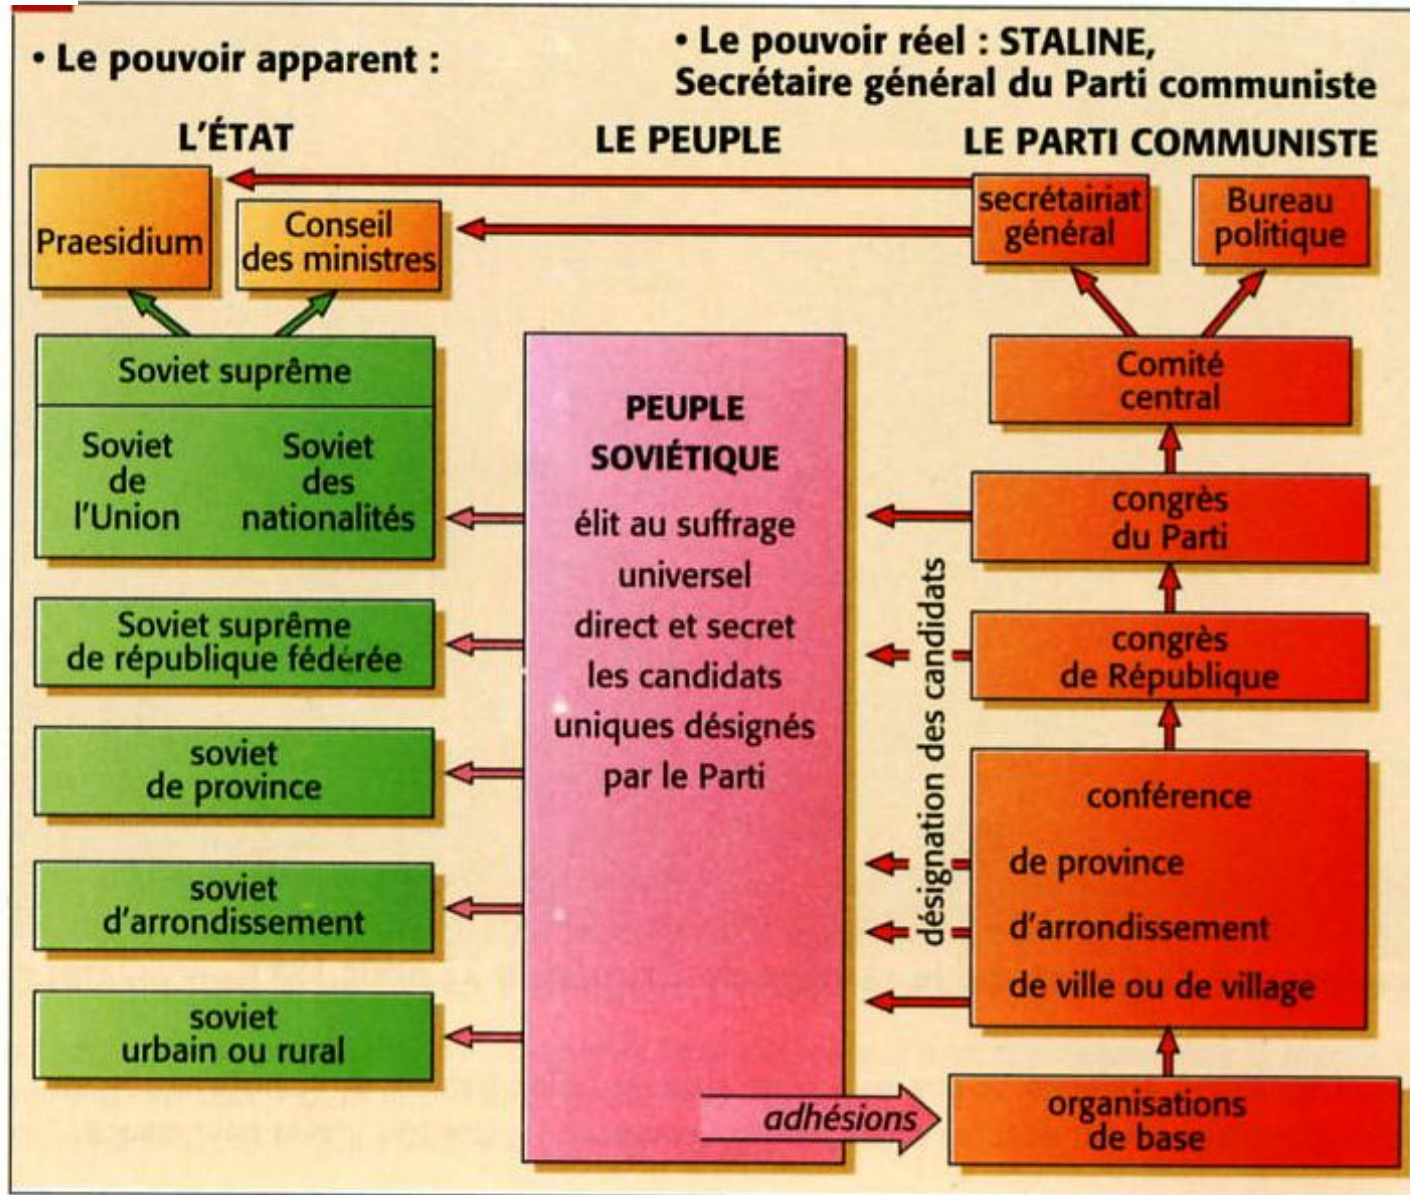 • Le pouvoir apparent :
• Le pouvoir réel : STALINE,
Secrétaire général du Parti communiste
L'ÉTAT
LE PEUPLE
LE PARTI COMMUNISTE
Praesidium
Conseil
des ministres
secrétairiat
général
Bureau
politique
Soviet suprême
Soviet
de
l'Union
Soviet
des
nationalités
Soviet suprême
de république fédérée
soviet
de province
soviet
d'arrondissement
soviet
urbain ou rural
PEUPLE
SOVIÉTIQUE
élit au suffrage
universel
direct et secret
les candidats
uniques désignés
par le Parti
adhésions
désignation des candidats
Comité
central
congrès
du Parti
congrès
de République
conférence
de province
d'arrondissement
de ville ou de village
organisations
de base